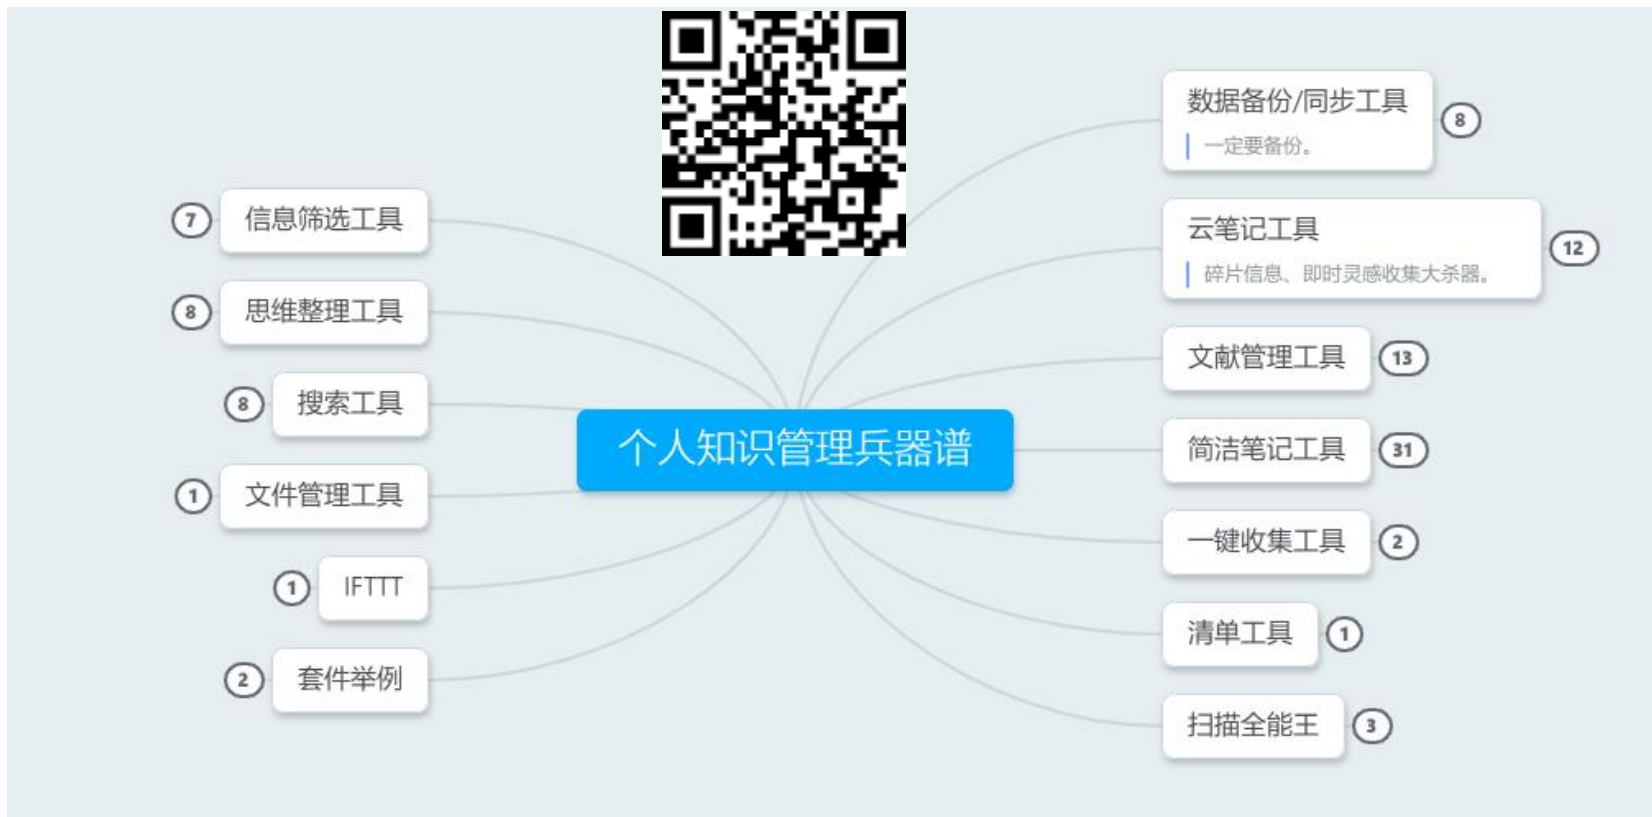 个人知识管理兵器谱
数据备份/同步工具
一定要备份。
8
云笔记工具
碎片信息、即时灵感收集大杀器。
12
文献管理工具
13
简洁笔记工具
31
一键收集工具
2
清单工具
1
扫描全能王
3
7
信息筛选工具
8
思维整理工具
8
搜索工具
1
文件管理工具
1
IFTTT
2
套件举例